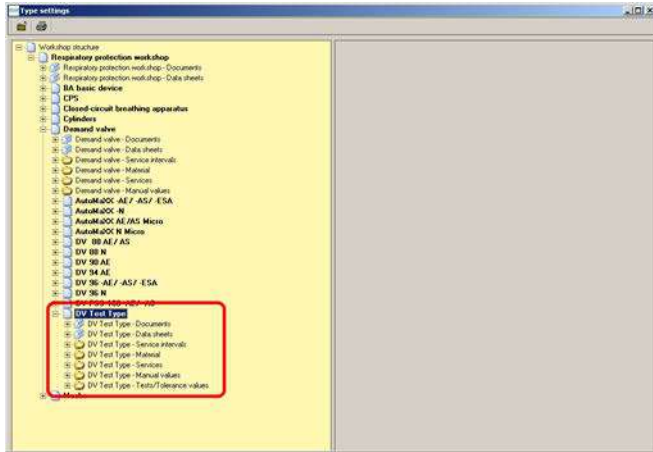 Type settings
Workshop structure
Respiratory protection workshop
Respiratory protection workshop - Documents
Respiratory protection workshop - Data sheets
BA basic device
CPS
Closed-circuit breathing apparatus
Cylinders
Demand valve
Demand valve - Documents
Demand valve - Data sheets
Demand valve - Service intervals
Demand valve - Material
Demand valve - Services
Demand valve - Manual values
AutoMaXX -AE/ -AS/ -ESA
AutoMaXX -N
AutoMaXX AE/AS Micro
AutoMaXX N Micro
DV 88 AE/ AS
DV 88 N
DV 90 AE
DV 94 AE
DV 96 -AE/ -AS/ -ESA
DV 96 N
DV Test Type
DV Test Type - Documents
DV Test Type - Data sheets
DV Test Type - Service intervals
DV Test Type - Material
DV Test Type - Services
DV Test Type - Manual values
DV Test Type - Tests/Tolerance values